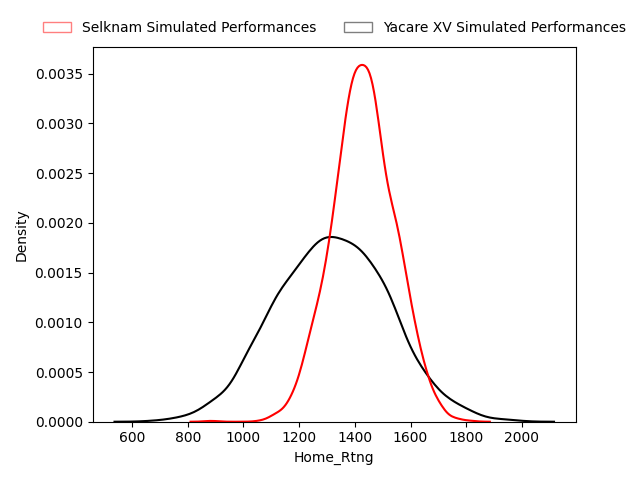 Selknam Simulated Performances
Yacare XV Simulated Performances
0.0035
0.0030
0.0025
0.0020
0.0015
0.0010
0.0005
0.0000
Density
600 800 1000 1200 1400 1600 1800 2000
Home_Rtng